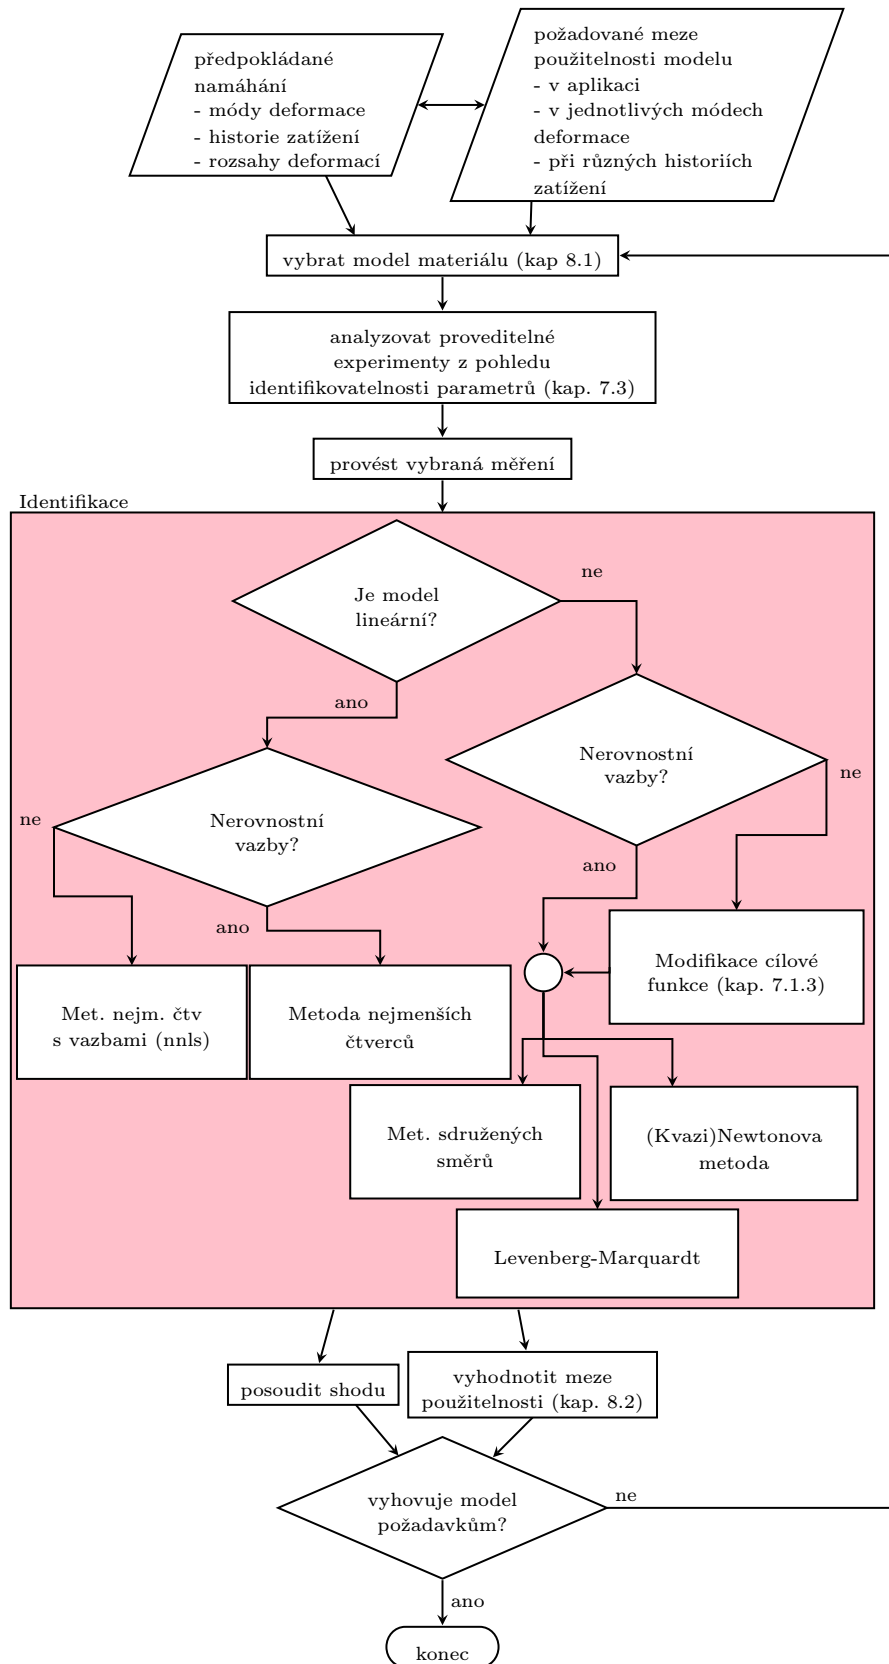 předpokládané
namáhání
- módy deformace
- historie zatížení
- rozsahy deformací
požadované meze
použitelnosti modelu
- v aplikaci
- v jednotlivých módech
deformace
- při různých historiích
zatížení
vybrat model materiálu (kap 8.1)
analyzovat proveditelné
experimenty z pohledu
identifikovatelnosti parametrů (kap. 7.3)
provést vybraná měření
Identifikace
Je model
lineární?
ne
ano
Nerovnostní
vazby?
ne
Nerovnostní
vazby?
ne
ano
ano
Modifikace cílové
funkce (kap. 7.1.3)
Met. nejm. čtv
s vazbami (nnls)
Metoda nejmenších
čtverců
Met. sdružených
směrů
(Kvazi)Newtonova
metoda
Levenberg-Marquardt
posoudit shodu
vyhodnotit meze
použitelnosti (kap. 8.2)
vyhovuje model
požadavkům?
ne
ano
konec